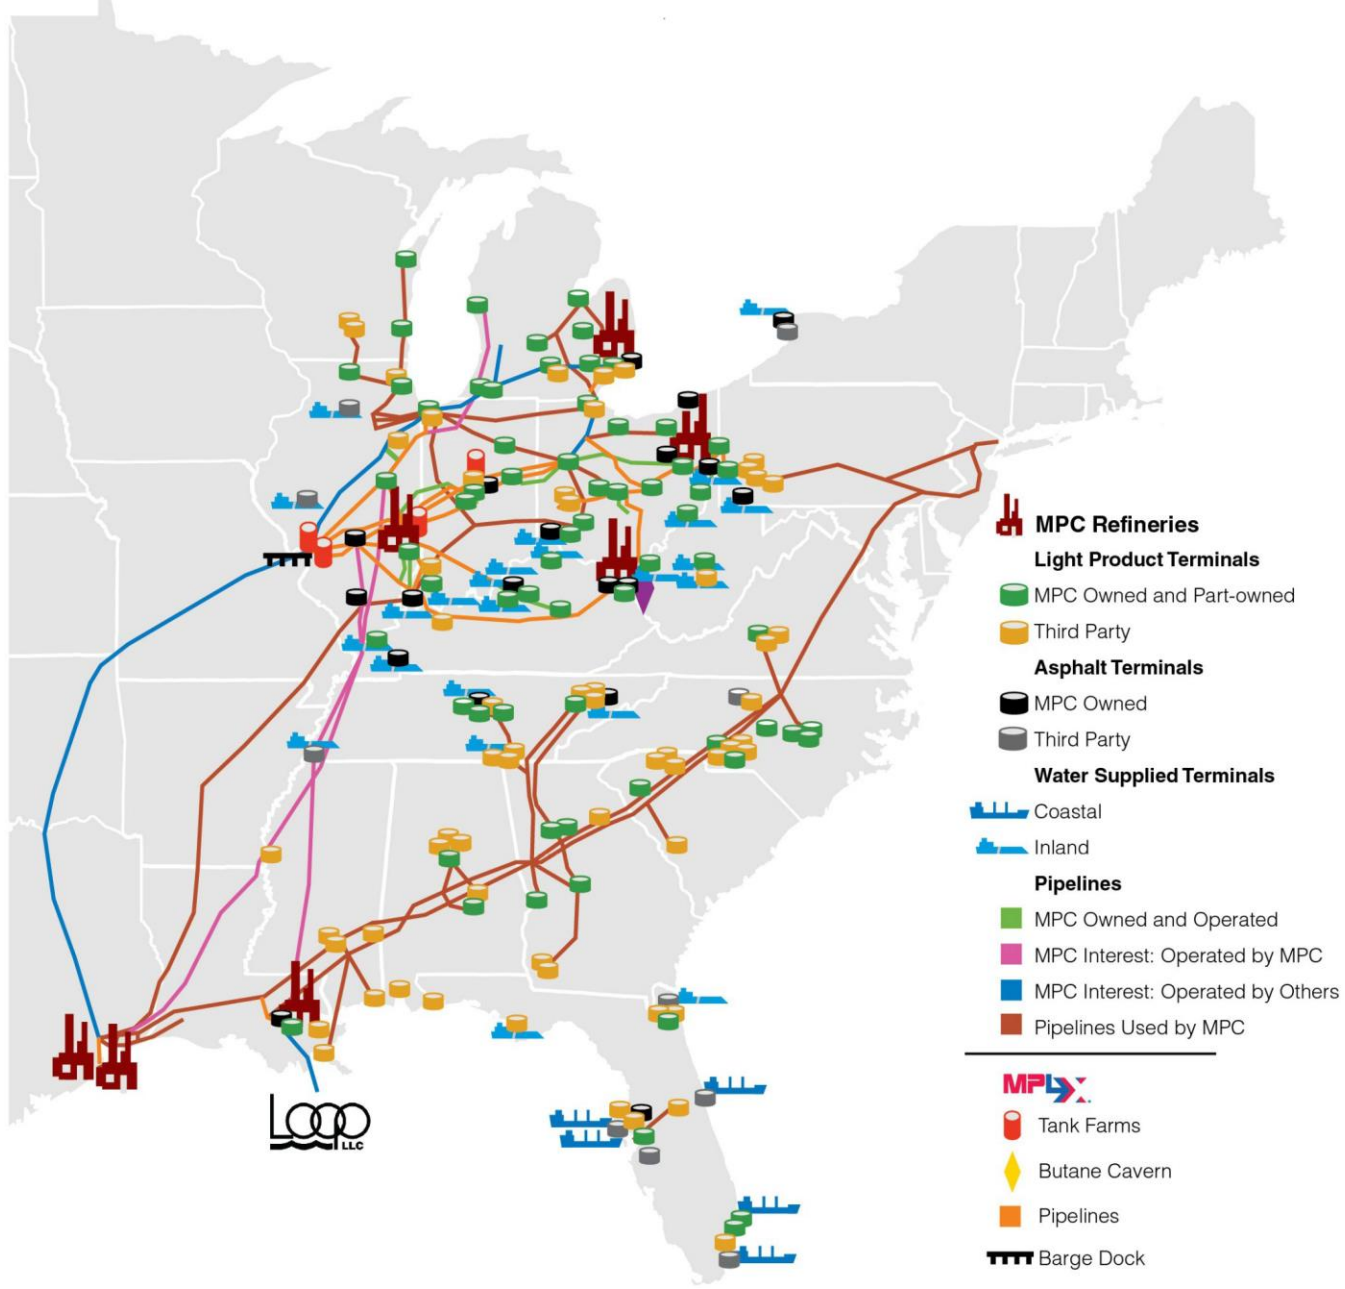 MPC Refineries
Light Product Terminals
MPC Owned and Part-owned
Third Party
Asphalt Terminals
MPC Owned
Third Party
Water Supplied Terminals
Coastal
Inland
Pipelines
MPC Owned and Operated
MPC Interest: Operated by MPC
MPC Interest: Operated by Others
Pipelines Used by MPC
MPLX
Tank Farms
Butane Cavern
Pipelines
Barge Dock
LOOP
LLC